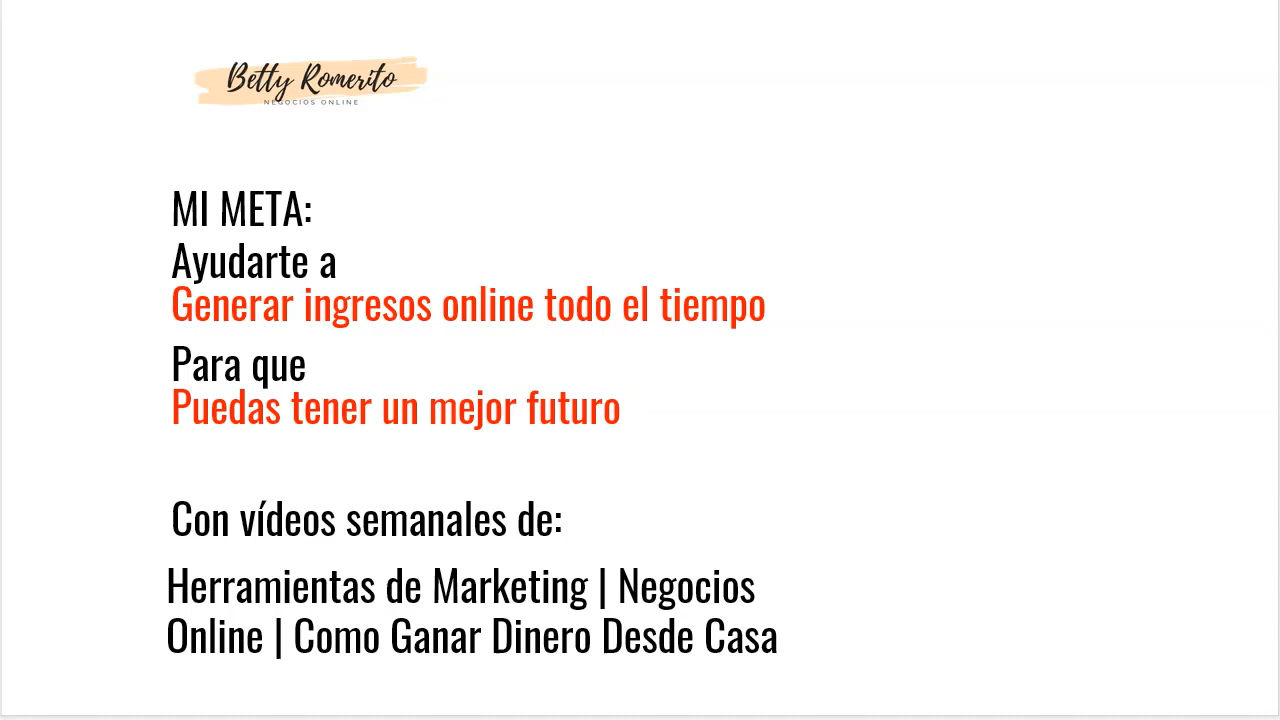 Betty Romerito
NEGOCIOS ONLINE
MI META:
Ayudarte a
Generar ingresos online todo el tiempo
Para que
Puedas tener un mejor futuro
Con vídeos semanales de:
Herramientas de Marketing | Negocios
Online | Como Ganar Dinero Desde Casa